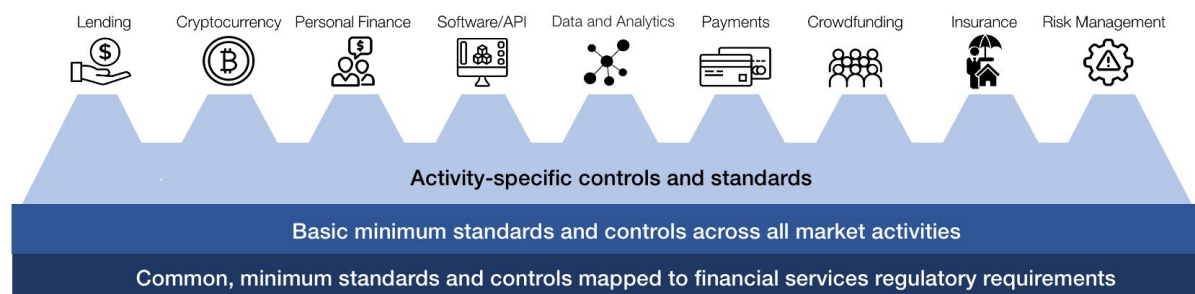 Lending
Cryptocurrency
Personal Finance
Software/API
Data and Analytics
Payments
Crowdfunding
Insurance
Risk Management
$
B
$
Activity-specific controls and standards
Basic minimum standards and controls across all market activities
Common, minimum standards and controls mapped to financial services regulatory requirements